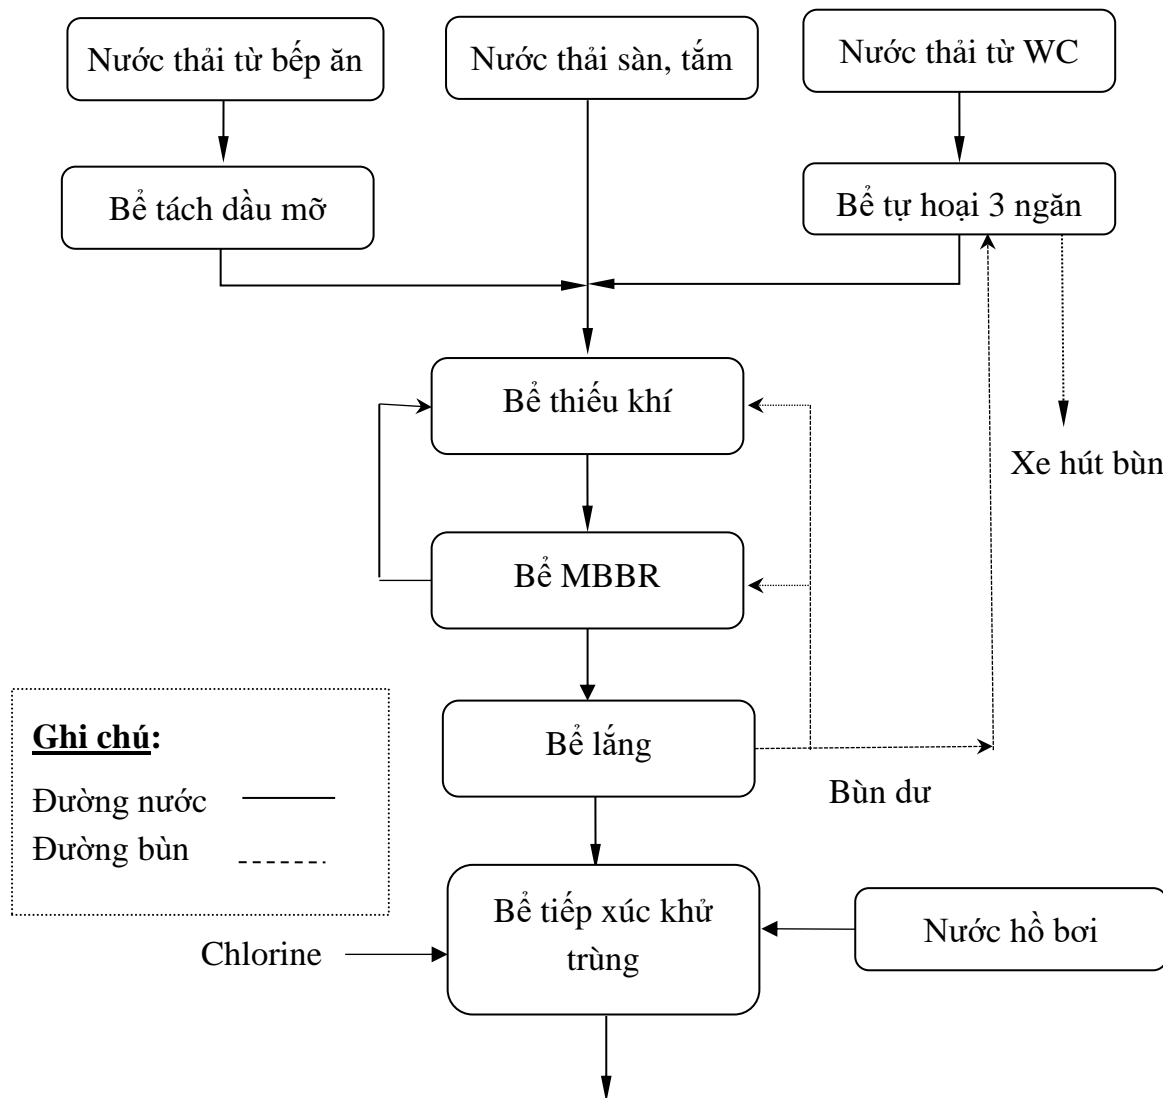 Nước thải từ bếp ăn
Nước thải sàn, tắm
Nước thải từ WC
Bể tách dầu mỡ
Bể tự hoại 3 ngăn
Bể thiếu khí
Xe hút bùn
Bể MBBR
Bể lắng
Bùn dư
Ghi chú:
Đường nước
Đường bùn
Bể tiếp xúc khử
trùng
Nước hồ bơi
Chlorine